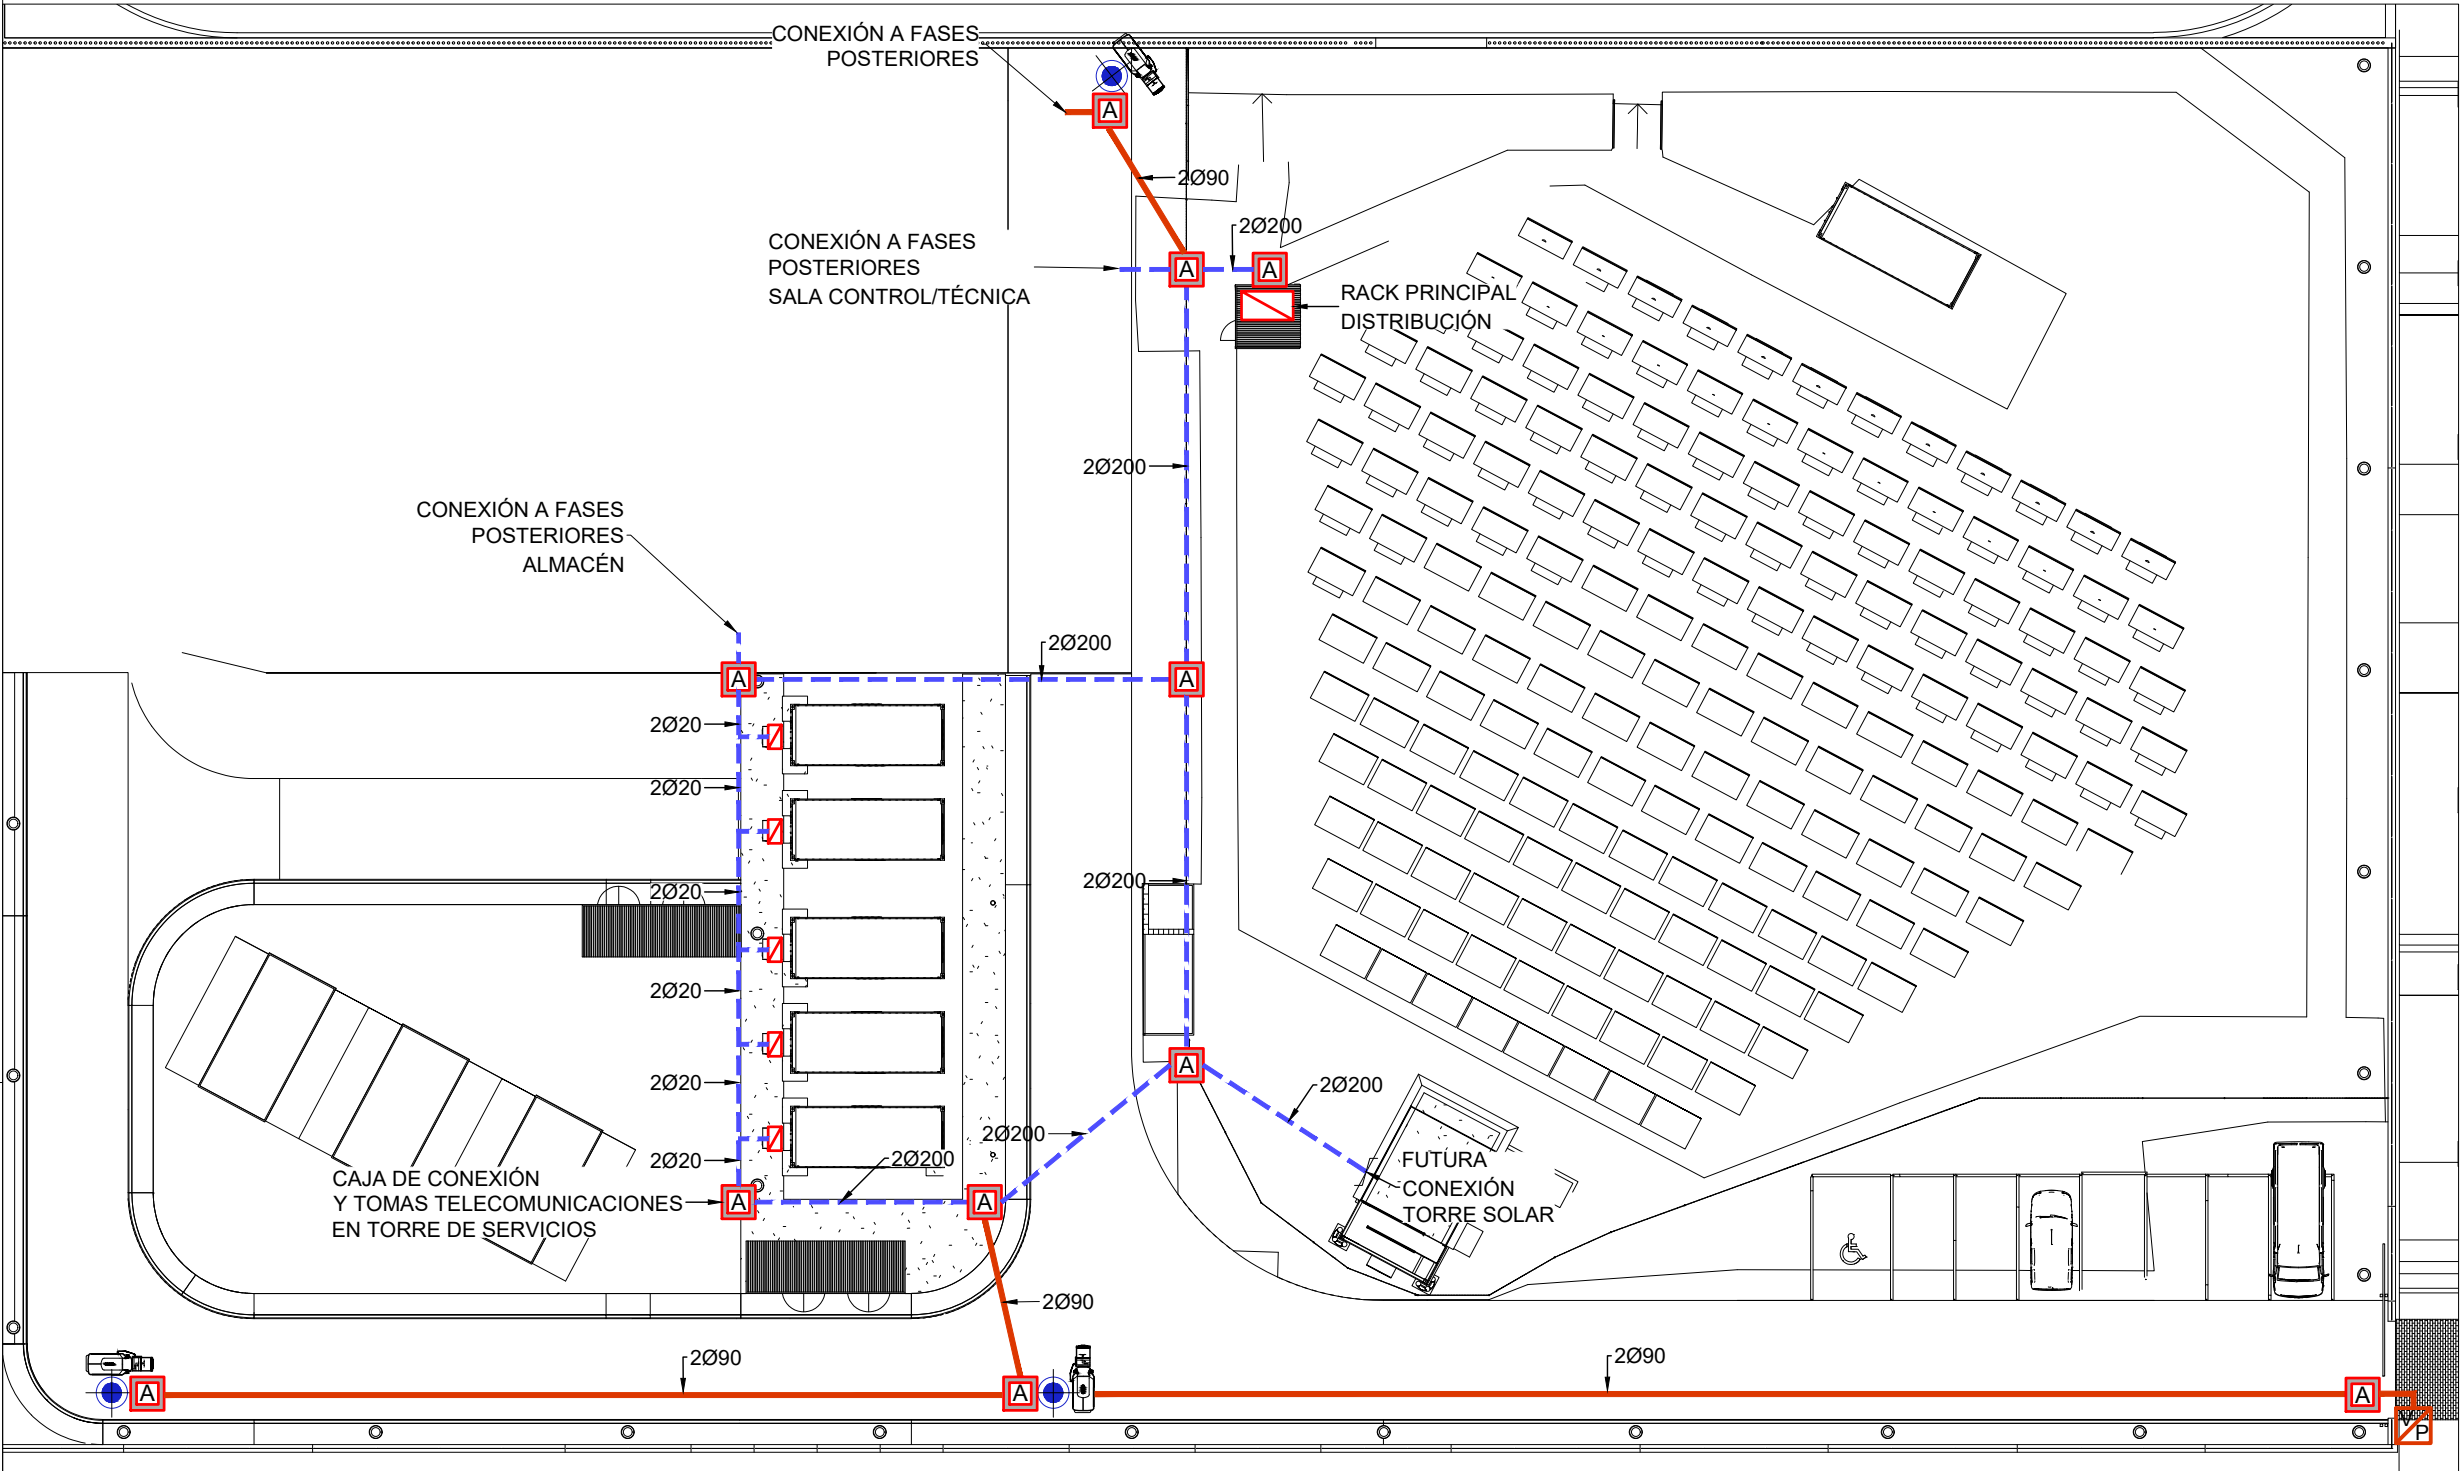 CONEXIÓN A FASES
POSTERIORES
A
2Ø90
2Ø200
CONEXIÓN A FASES
POSTERIORES
SALA CONTROL/TÉCNICA
A
A
RACK PRINCIPAL
DISTRIBUCIÓN
2Ø200
CONEXIÓN A FASES
POSTERIORES
ALMACÉN
2Ø200
A
A
2Ø20
2Ø20
2Ø200
2Ø20
2Ø20
A
2Ø20
2Ø200
2Ø200
2Ø20
2Ø200
FUTURA
CONEXIÓN
TORRE SOLAR
CAJA DE CONEXIÓN
Y TOMAS TELECOMUNICACIONES
EN TORRE DE SERVICIOS
A
A
2Ø90
2Ø90
2Ø90
A
A
A
V
P